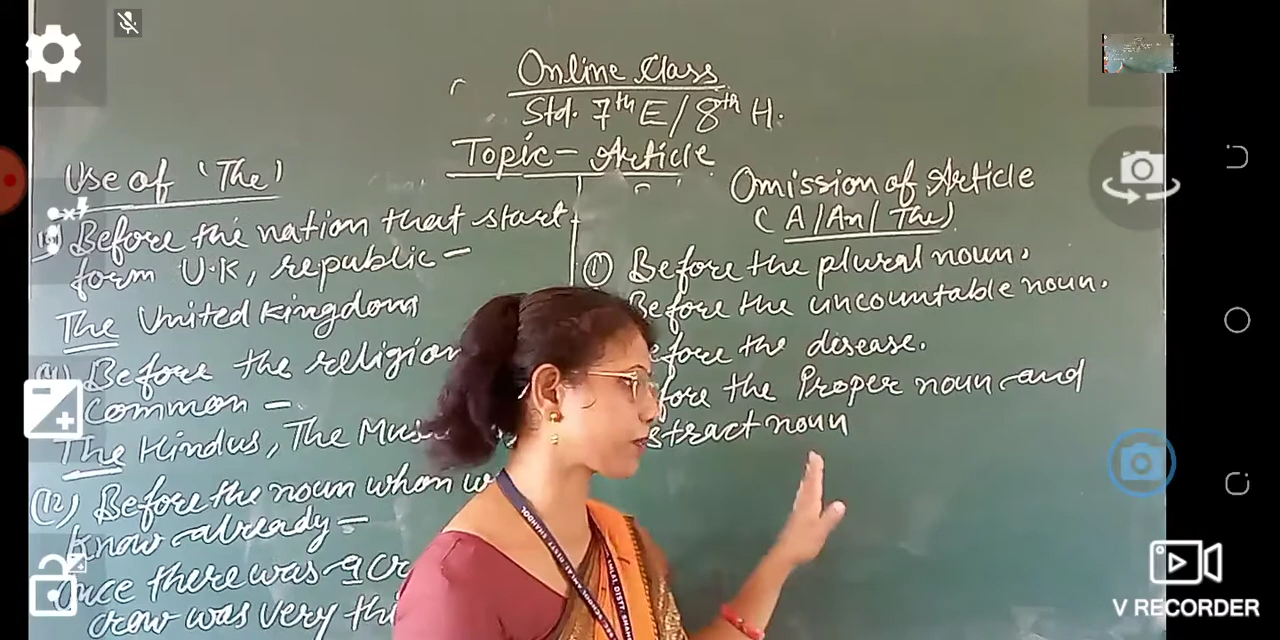 Online Class
Std. 7th E/8th H.
Topic - Article
Use of 'The'
Before the nation that start
form U.K, republic -
The United Kingdom
Before the religion
Common -
The Hindus, The Mus
(12) Before the noun whom w
know already -
Once there was a cr
crow was very thi
Omission of Article
(A/An/The)
① Before the plural noun.
Before the uncountable noun.
efore the disease.
fore the Proper noun and
stract noun
V RECORDER